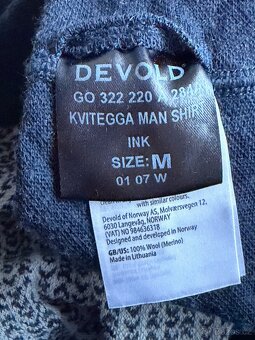 DEVOLD
GO 322 220 A 284
KVITEGGA MAN SHIRT
INK
SIZE: M
01 07 W
with similar colours.
Devold of Norway AS, Molværsvegen 12,
6030 Langevåg, NORWAY
(VAT) NO 984636318
Designed and developed in Norway
GB/US: 100% Wool (Merino)
Made in Lithuania